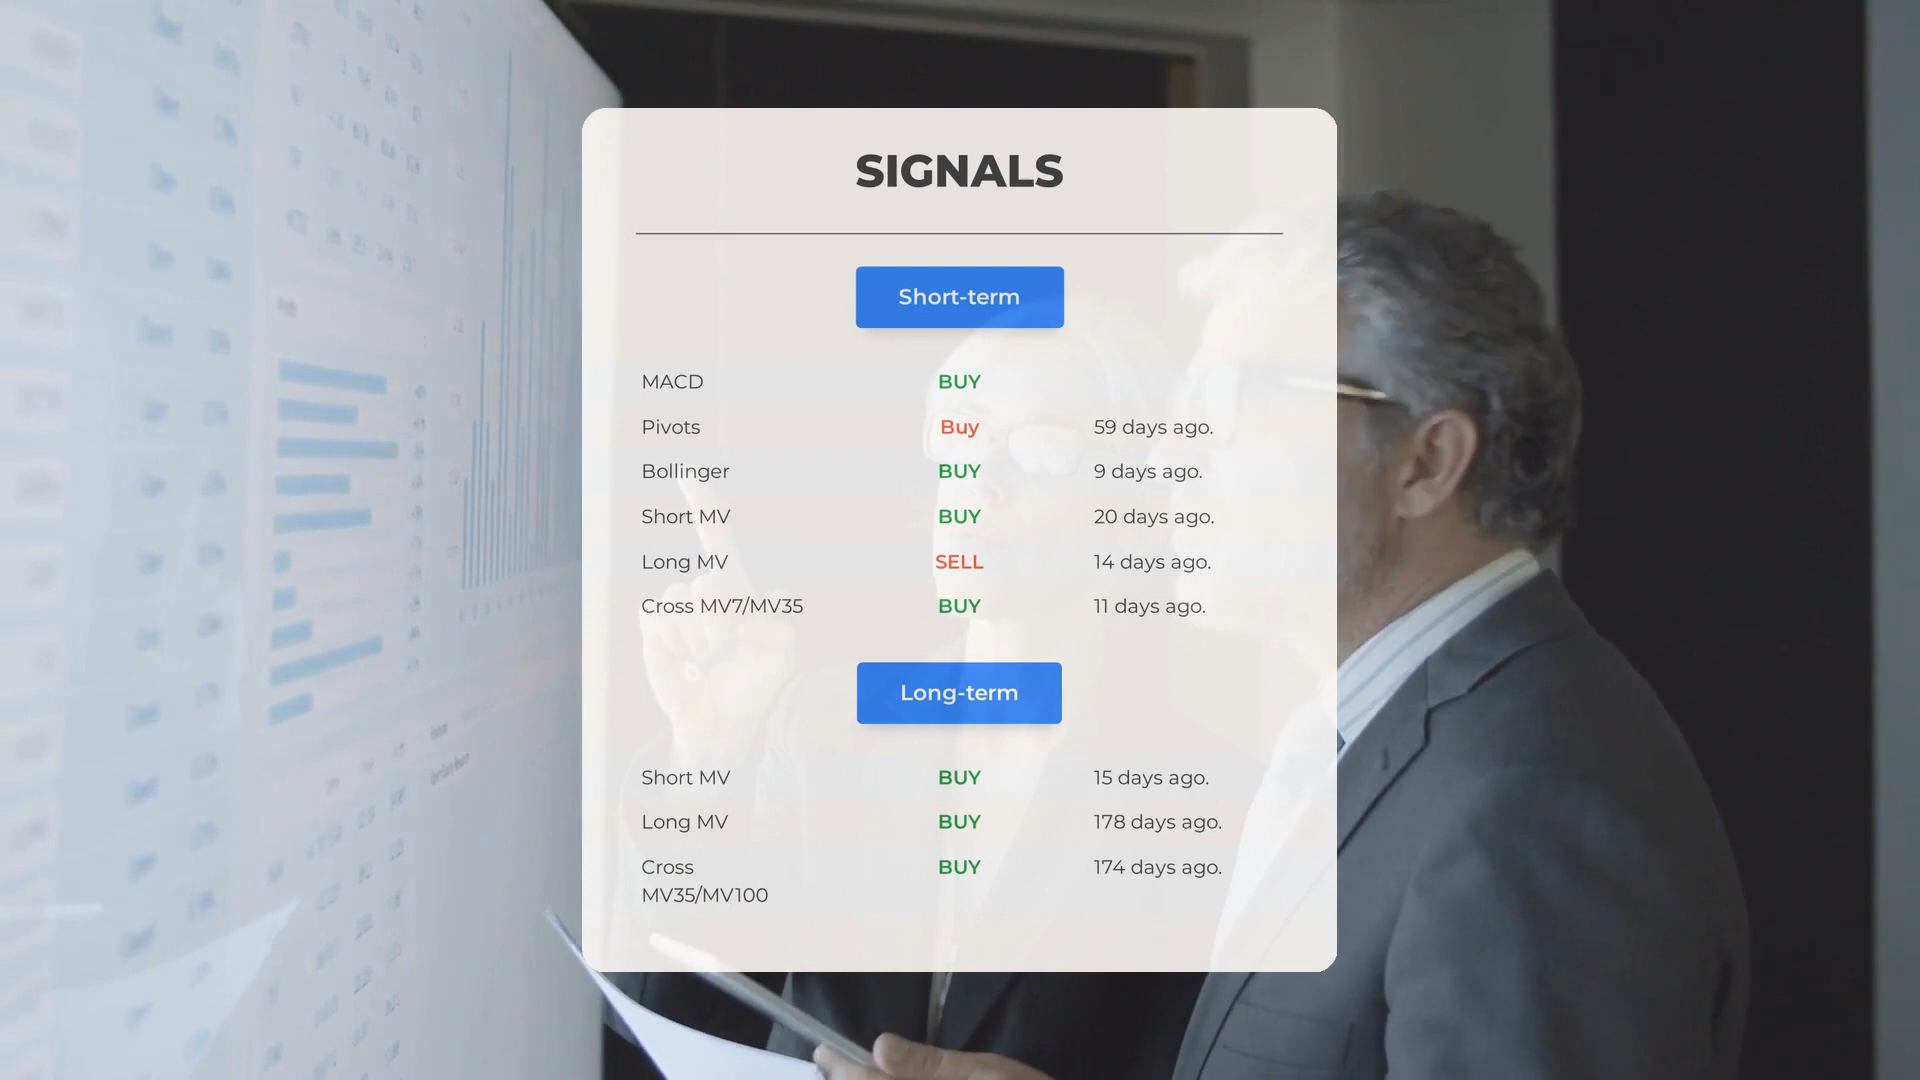 SIGNALS
Short-term
MACD BUY
Pivots Buy 59 days ago.
Bollinger BUY 9 days ago.
Short MV BUY 20 days ago.
Long MV SELL 14 days ago.
Cross MV7/MV35 BUY 11 days ago.
Long-term
Short MV BUY 15 days ago.
Long MV BUY 178 days ago.
Cross BUY 174 days ago.
MV35/MV100